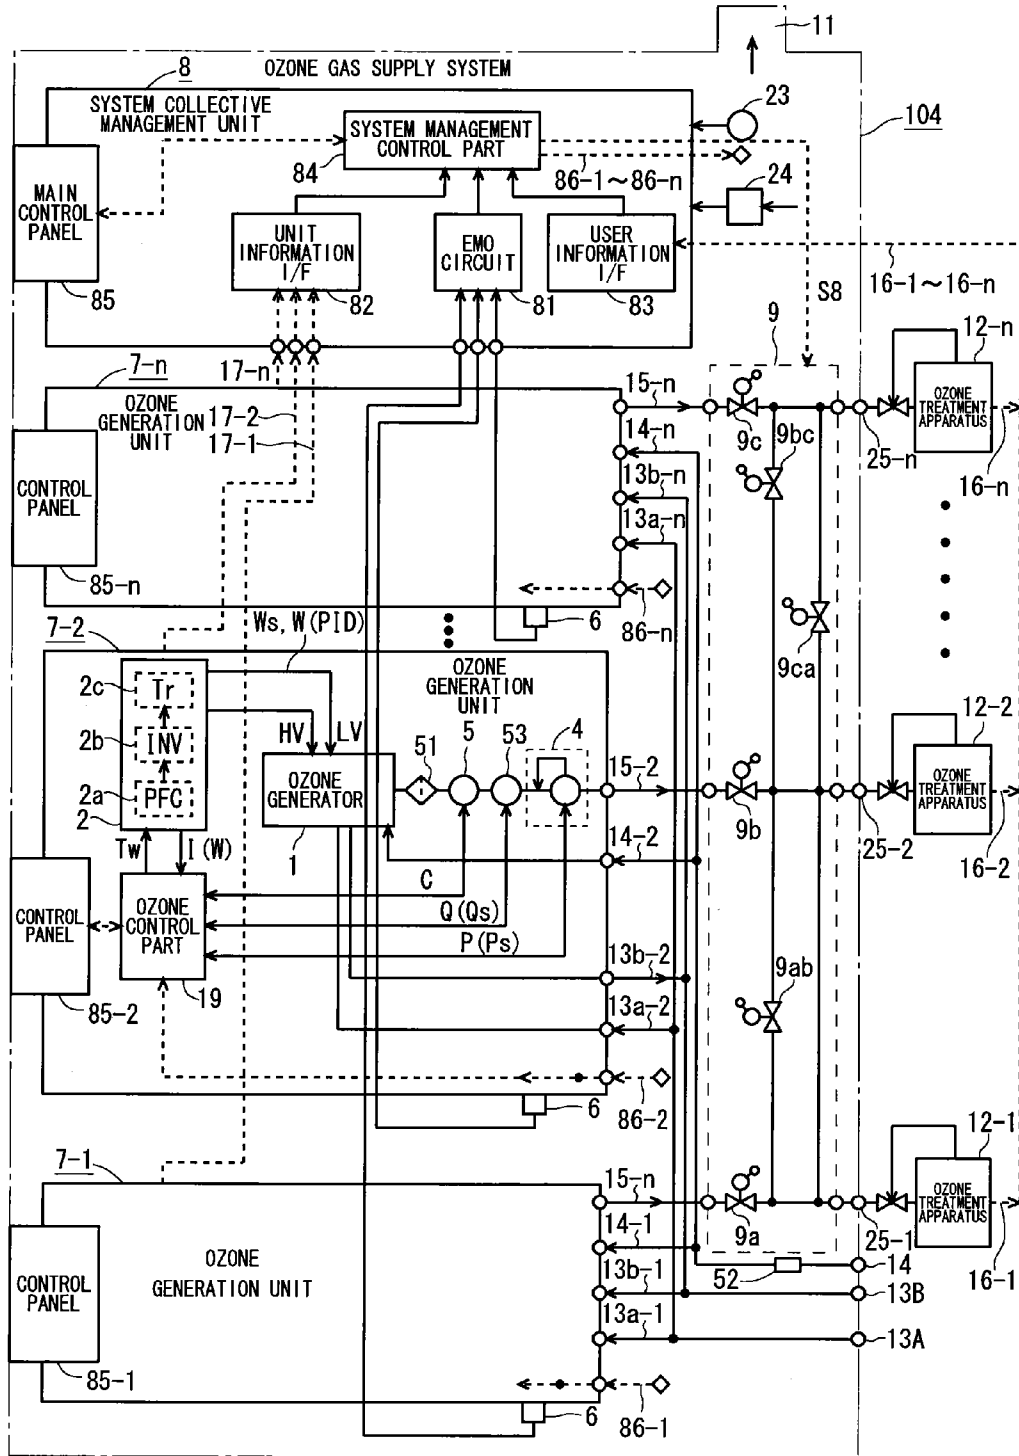 11
OZONE GAS SUPPLY SYSTEM
8
SYSTEM COLLECTIVE
MANAGEMENT UNIT
SYSTEM MANAGEMENT
CONTROL PART
84
23
104
86-1～86-n
24
MAIN
CONTROL
PANEL
85
UNIT
INFORMATION
I/F
82
EMO
CIRCUIT
81
USER
INFORMATION
I/F
83
16-1～16-n
S8
9
12-n
7-n
17-n
17-2
17-1
OZONE
GENERATION
UNIT
15-n
14-n
13b-n
13a-n
9c
9bc
OZONE
TREATMENT
APPARATUS
25-n
16-n
CONTROL
PANEL
85-n
6
86-n
9ca
7-2
Ws, W(PID)
OZONE
GENERATION
UNIT
2c
Tr
2b
INV
2a
PFC
2
HV
LV
OZONE
GENERATOR
1
51
5
53
4
15-2
9b
12-2
OZONE
TREATMENT
APPARATUS
25-2
16-2
14-2
Tw
I(W)
C
Q(Qs)
P(Ps)
CONTROL
PANEL
85-2
OZONE
CONTROL
PART
19
13b-2
13a-2
9ab
6
86-2
7-1
15-n
14-1
13b-1
13a-1
9a
12-1
OZONE
TREATMENT
APPARATUS
25-1
16-1
OZONE
GENERATION UNIT
CONTROL
PANEL
85-1
52
14
13B
13A
6
86-1